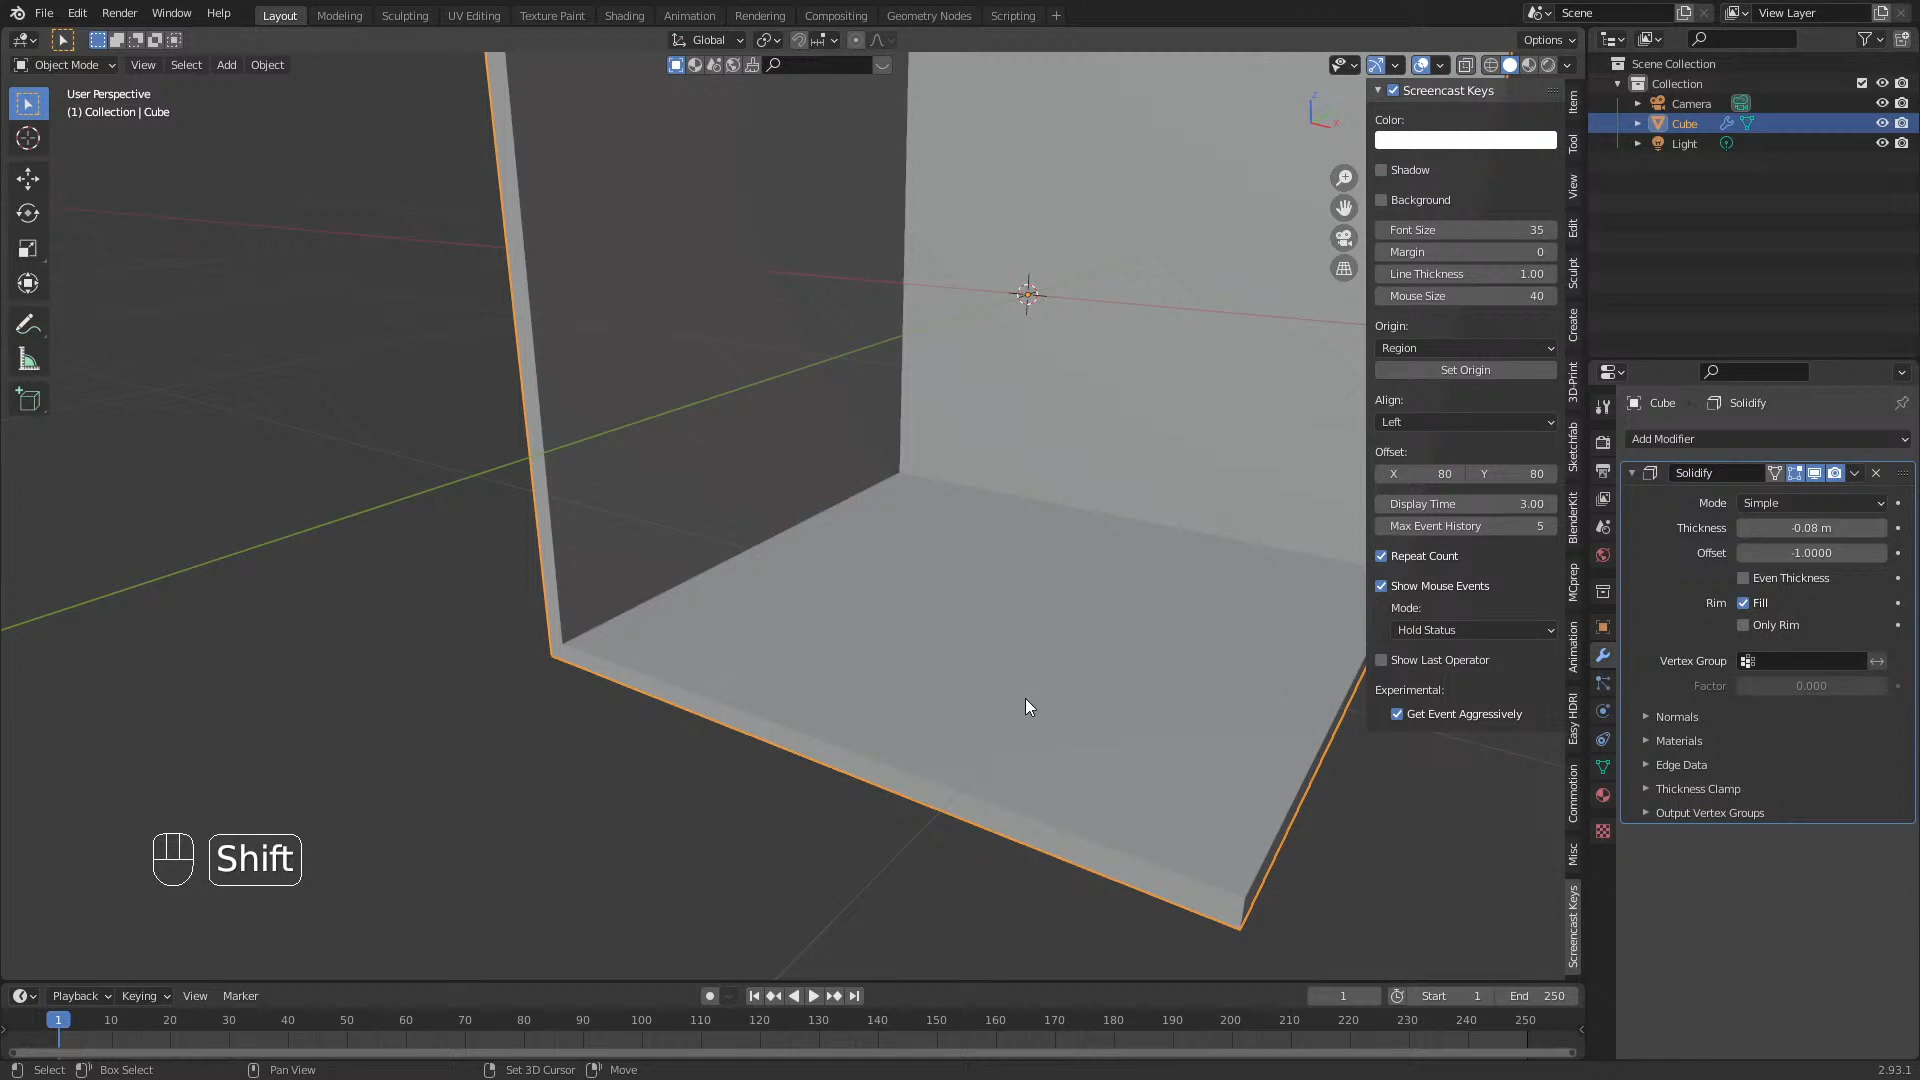 File Edit Render Window Help Layout Modeling Sculpting UV Editing Texture Paint Shading Animation Rendering Compositing Geometry Nodes Scripting + Scene View Layer
Global Options
Object Mode View Select Add Object
User Perspective
(1) Collection | Cube
Z
X
Screencast Keys
Color:
Shadow
Background
Font Size 35
Margin 0
Line Thickness 1.00
Mouse Size 40
Origin:
Region
Set Origin
Align:
Left
Offset:
X 80 Y 80
Display Time 3.00
Max Event History 5
Repeat Count
Show Mouse Events
Mode:
Hold Status
Show Last Operator
Experimental:
Get Event Aggressively
Item
Tool
View
Edit
Sculpt
Create
3D-Print
Sketchfab
BlenderKit
MCprep
Animation
Easy HDRI
Commotion
Misc
Screencast Keys
Scene Collection
Collection
Camera
Cube
Light
Cube Solidify
Add Modifier
Solidify
Mode Simple
Thickness -0.08 m
Offset -1.0000
Even Thickness
Rim Fill
Only Rim
Vertex Group
Factor 0.000
Normals
Materials
Edge Data
Thickness Clamp
Output Vertex Groups
Shift
Playback Keying View Marker 1 Start 1 End 250
1 10 20 30 40 50 60 70 80 90 100 110 120 130 140 150 160 170 180 190 200 210 220 230 240 250
Select Box Select Pan View Set 3D Cursor Move 2.93.1